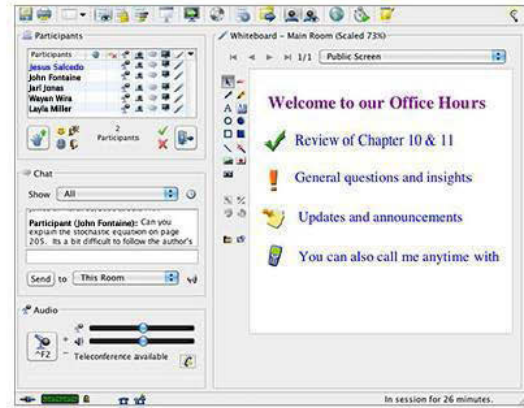 Participants
Participants
Jesus Salcedo
John Fontaine
Jari Jonas
Wayan Wira
Layla Miller
2
Participants
Chat
Show All
Participant (John Fontaine): Can you
explain the stochastic equation on page
205. Its a bit difficult to follow the author's
Send to This Room
Audio
^F2
Teleconference available
Whiteboard - Main Room (Scaled 73%)
1/1 Public Screen
Welcome to our Office Hours
Review of Chapter 10 & 11
General questions and insights
Updates and announcements
You can also call me anytime with
In session for 26 minutes.